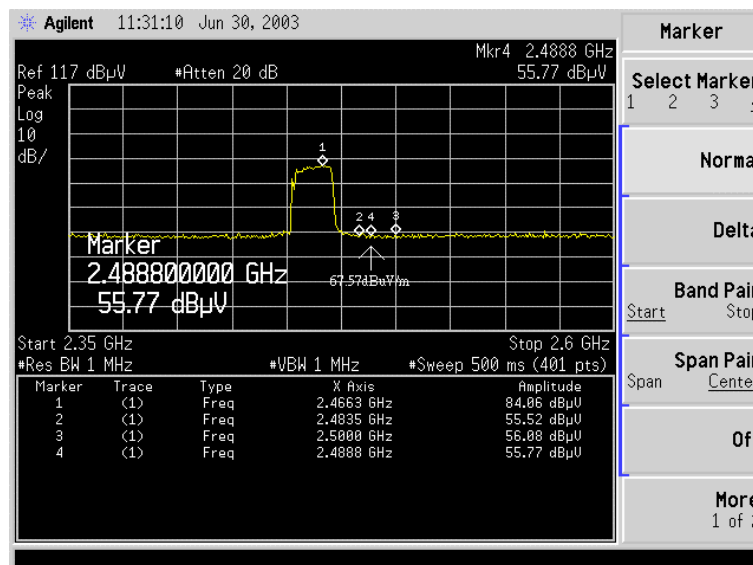 Agilent 11:31:10 Jun 30, 2003
Marker
Mkr4 2.4888 GHz
Ref 117 dBµV #Atten 20 dB 55.77 dBµV
Peak
Log
10
dB/
1
2 4 3
67.57dBuV/m
Marker
2.488800000 GHz
55.77 dBµV
Start 2.35 GHz Stop 2.6 GHz
#Res BW 1 MHz #VBW 1 MHz #Sweep 500 ms (401 pts)
Marker Trace Type X Axis Amplitude
1 (1) Freq 2.4663 GHz 84.06 dBµV
2 (1) Freq 2.4835 GHz 55.52 dBµV
3 (1) Freq 2.5000 GHz 56.08 dBµV
4 (1) Freq 2.4888 GHz 55.77 dBµV
Select Marker
1 2 3
Norma
Delta
Band Pair
Start Stop
Span Pair
Span Cente
Of
More
1 of